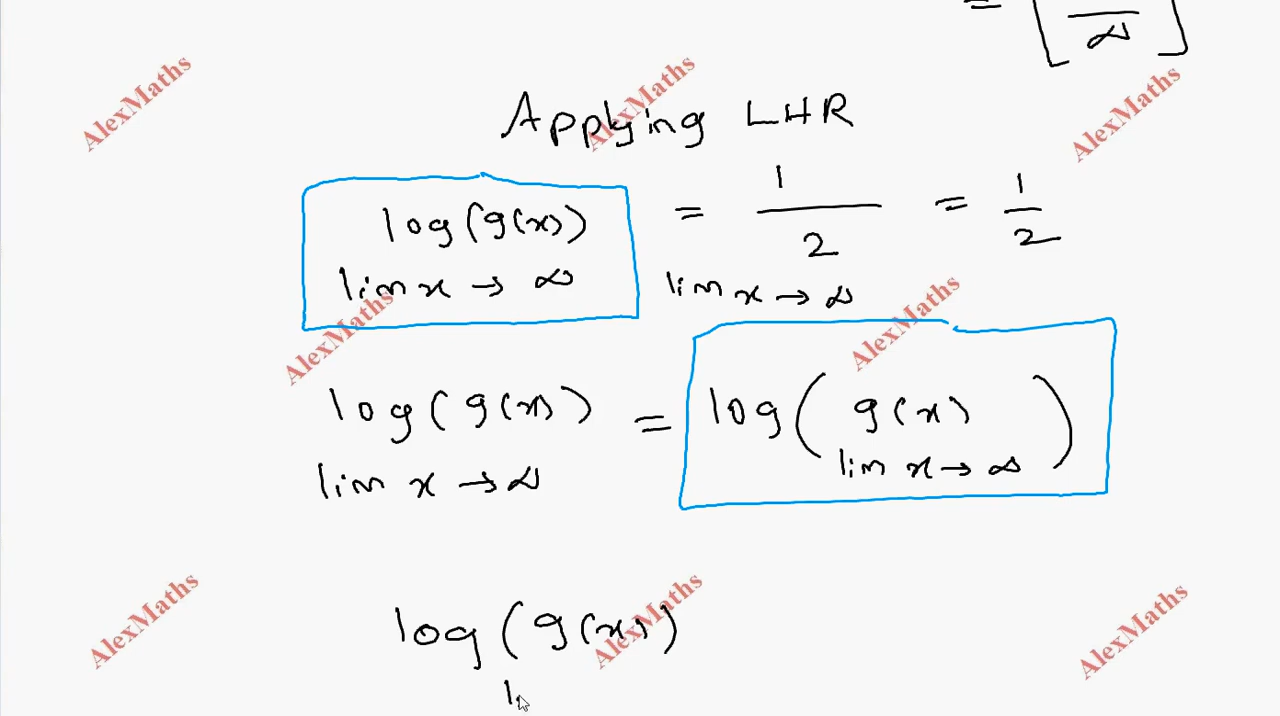 = [ — / ∞ ]
AlexMaths AlexMaths AlexMaths
Applying LHR
log(g(x)) = 1/2 = 1/2
lim x → ∞ lim x → ∞
AlexMaths AlexMaths
log(g(x)) = log( g(x) )
lim x → ∞ lim x → ∞
AlexMaths AlexMaths AlexMaths
log(g(x))
l